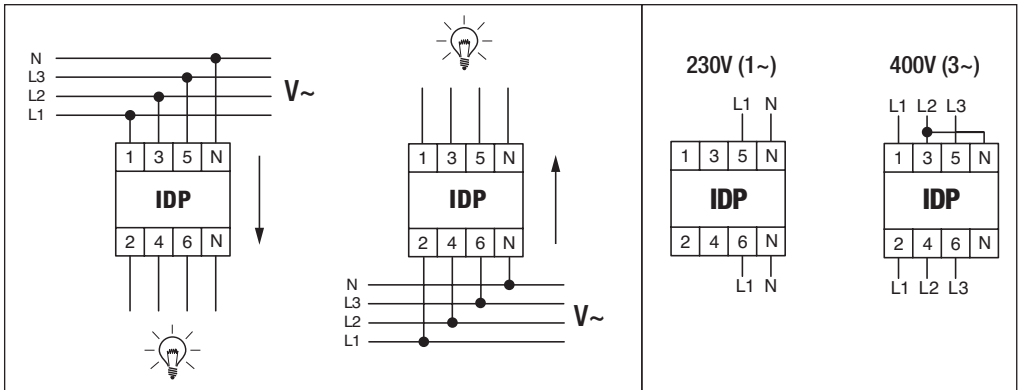 N
L3
L2
L1
V~
1 3 5 N
IDP
2 4 6 N
1 3 5 N
IDP
2 4 6 N
N
L3
L2
L1
V~
230V (1~)
L1 N
1 3 5 N
IDP
2 4 6 N
L1 N
400V (3~)
L1 L2 L3
1 3 5 N
IDP
2 4 6 N
L1 L2 L3